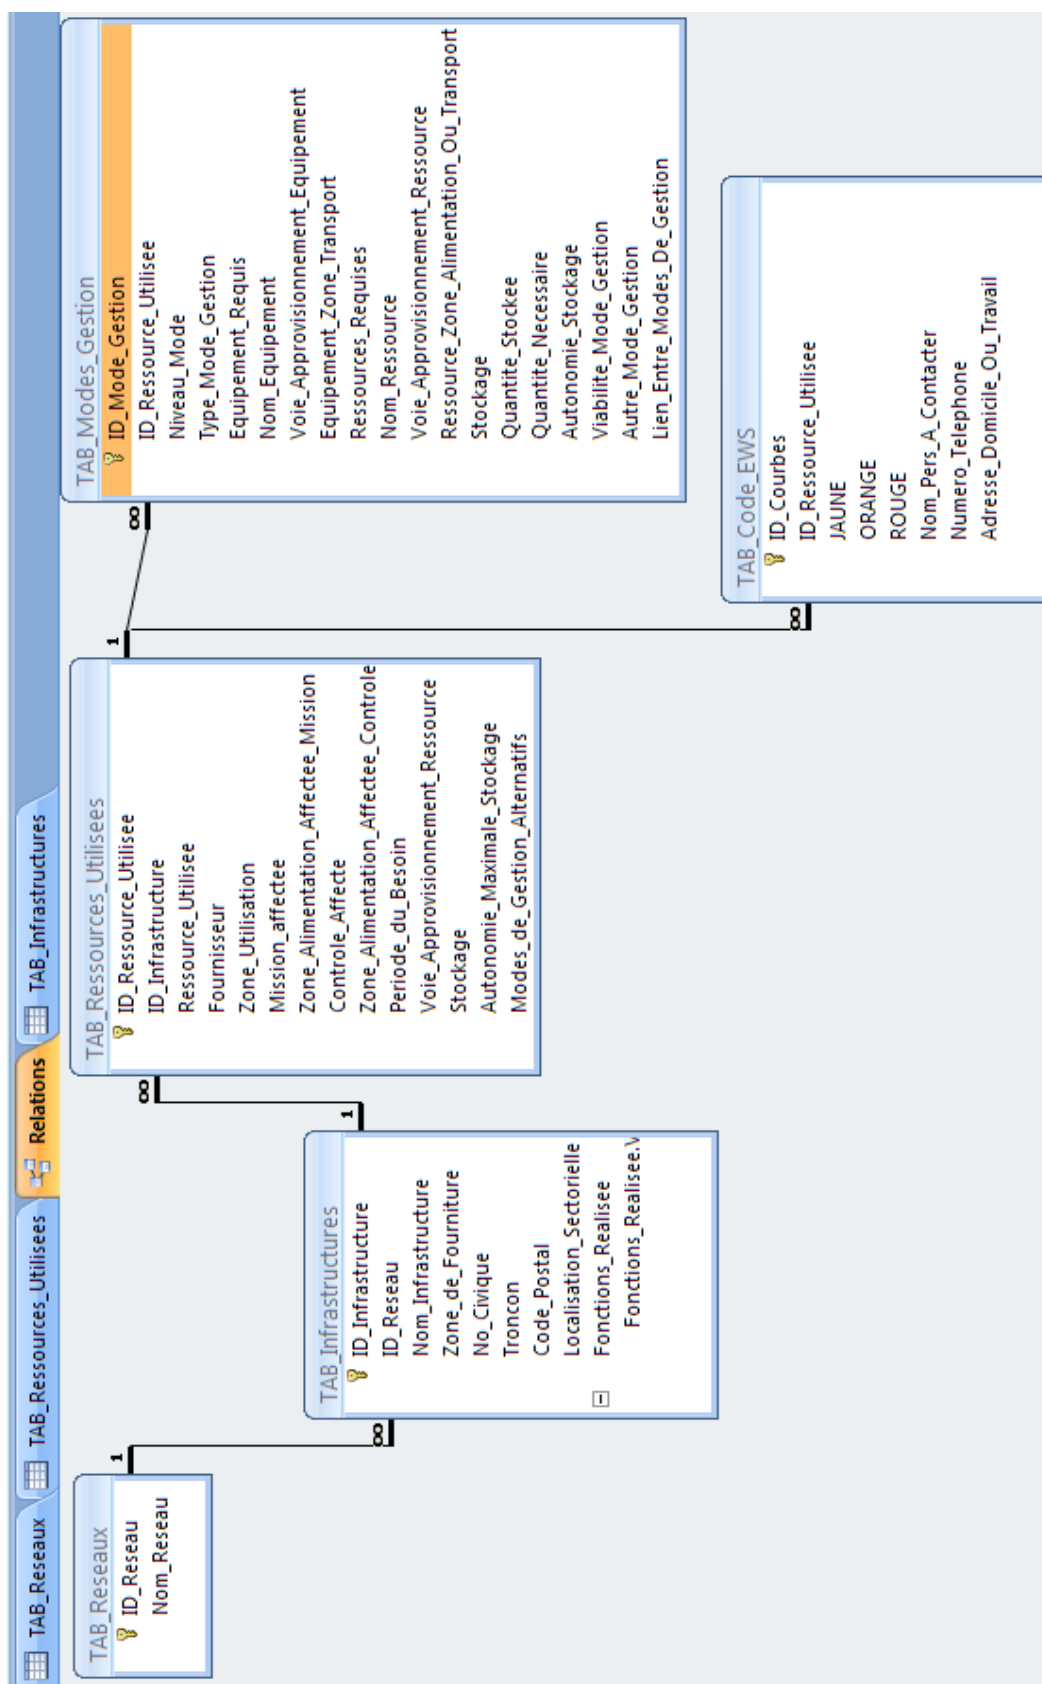 TAB_Reseaux
TAB_Ressources_Utilisees
Relations
TAB_Infrastructures
TAB_Reseaux
ID_Reseau
Nom_Reseau
1
∞
TAB_Infrastructures
ID_Infrastructure
ID_Reseau
Nom_Infrastructure
Zone_de_Fourniture
No_Civique
Troncon
Code_Postal
Localisation_Sectorielle
Fonctions_Realisee
Fonctions_Realisee.V
1
∞
TAB_Ressources_Utilisees
ID_Ressource_Utilisee
ID_Infrastructure
Ressource_Utilisee
Fournisseur
Zone_Utilisation
Mission_affectee
Zone_Alimentation_Affectee_Mission
Controle_Affecte
Zone_Alimentation_Affectee_Controle
Periode_du_Besoin
Voie_Approvisionnement_Ressource
Stockage
Autonomie_Maximale_Stockage
Modes_de_Gestion_Alternatifs
1
∞
TAB_Modes_Gestion
ID_Mode_Gestion
ID_Ressource_Utilisee
Niveau_Mode
Type_Mode_Gestion
Equipement_Requis
Nom_Equipement
Voie_Approvisionnement_Equipement
Equipement_Zone_Transport
Ressources_Requises
Nom_Ressource
Voie_Approvisionnement_Ressource
Ressource_Zone_Alimentation_Ou_Transport
Stockage
Quantite_Stockee
Quantite_Necessaire
Autonomie_Stockage
Viabilite_Mode_Gestion
Autre_Mode_Gestion
Lien_Entre_Modes_De_Gestion
∞
TAB_Code_EWS
ID_Courbes
ID_Ressource_Utilisee
JAUNE
ORANGE
ROUGE
Nom_Pers_A_Contacter
Numero_Telephone
Adresse_Domicile_Ou_Travail